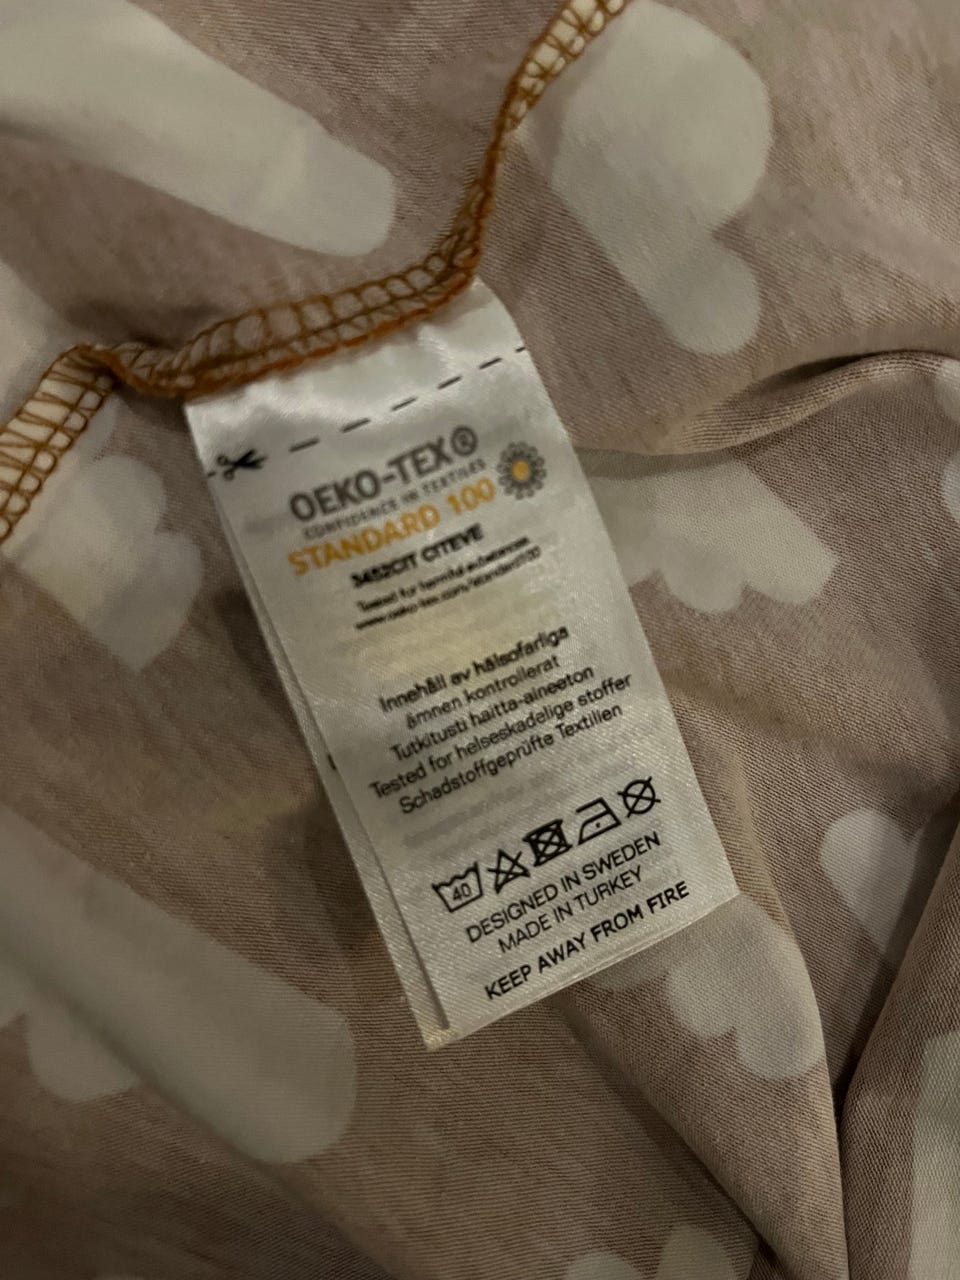 OEKO-TEX®
CONFIDENCE IN TEXTILES
STANDARD 100
3452CIT CITEVE
Tested for harmful substances
www.oeko-tex.com/standard100
Innehåll av hälsofarliga
ämnen kontrollerat
Tutkitusti haitta-aineeton
Tested for helseskadelige stoffer
Schadstoffgeprüfte Textilien
40
DESIGNED IN SWEDEN
MADE IN TURKEY
KEEP AWAY FROM FIRE